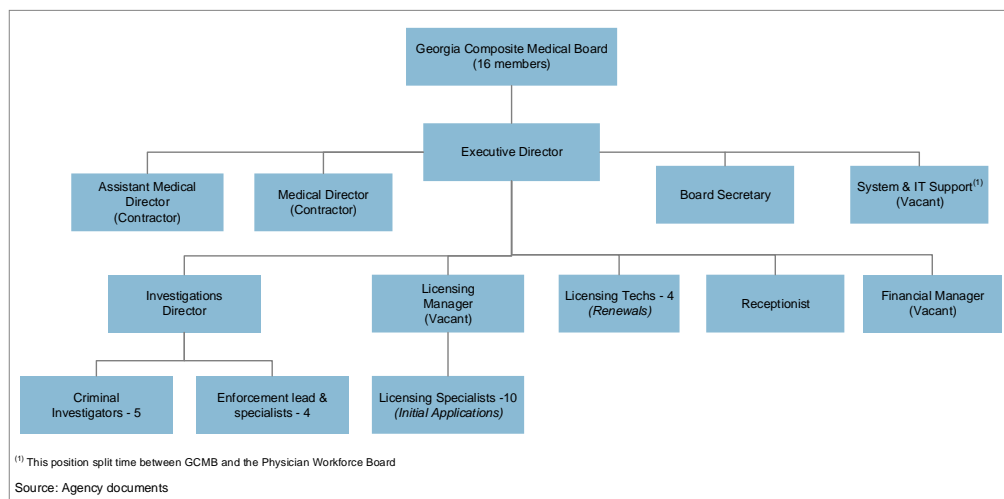 Georgia Composite Medical Board
(16 members)
Executive Director
Assistant Medical
Director
(Contractor)
Medical Director
(Contractor)
Board Secretary
System & IT Support(1)
(Vacant)
Investigations
Director
Licensing
Manager
(Vacant)
Licensing Techs - 4
(Renewals)
Receptionist
Financial Manager
(Vacant)
Criminal
Investigators - 5
Enforcement lead &
specialists - 4
Licensing Specialists -10
(Initial Applications)
(1) This position split time between GCMB and the Physician Workforce Board
Source: Agency documents